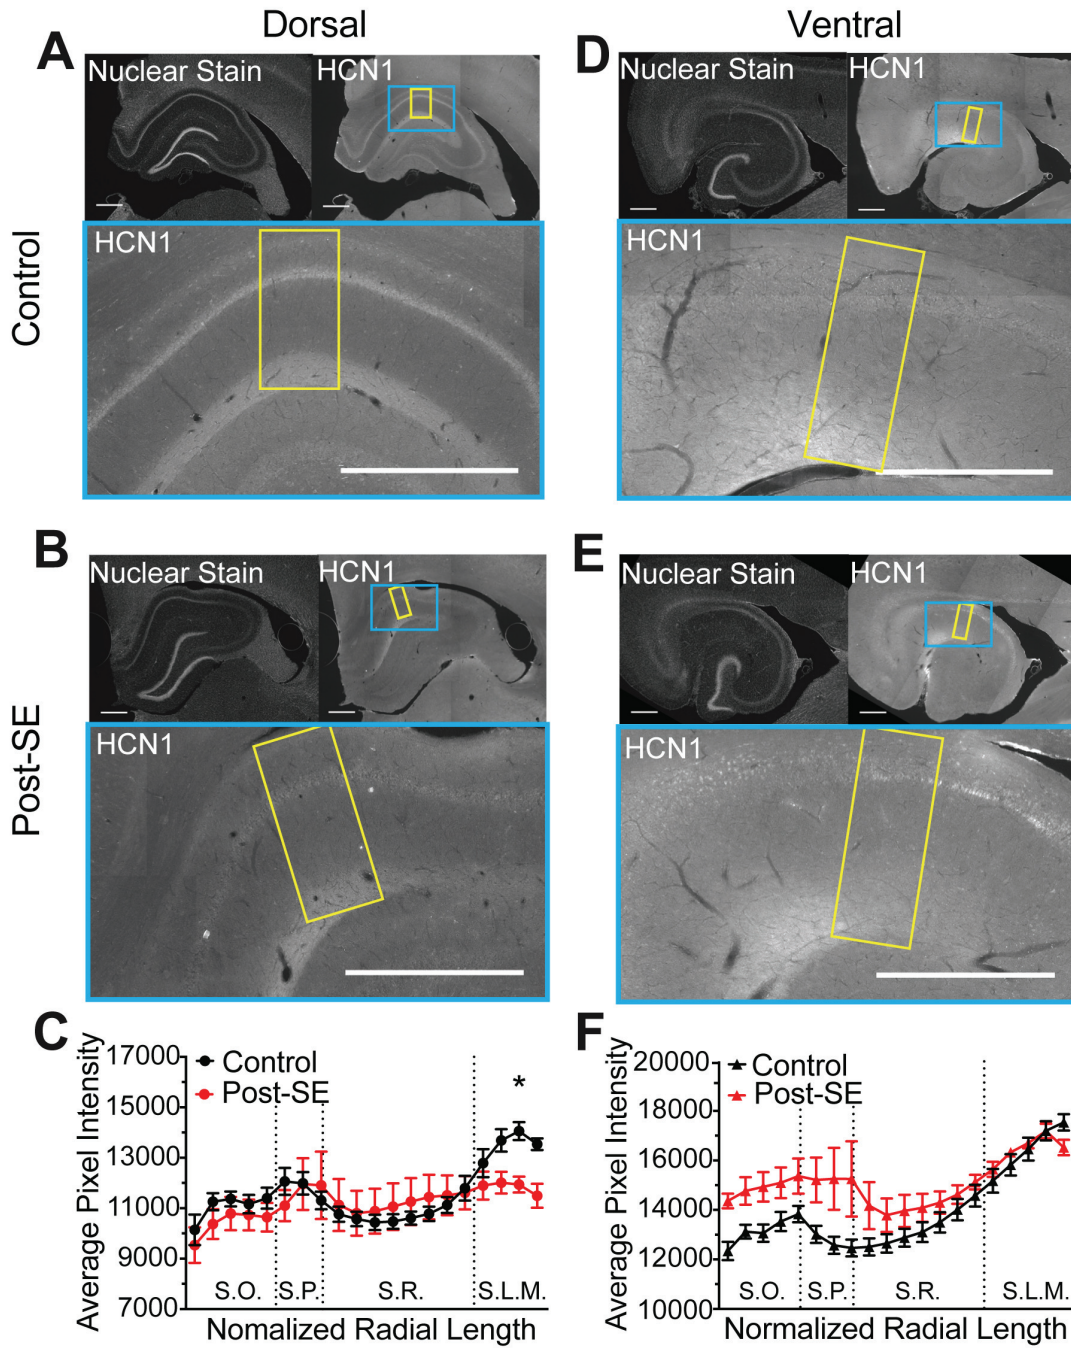 Dorsal
Ventral
A
Nuclear Stain
HCN1
D
Nuclear Stain
HCN1
Control
HCN1
HCN1
B
Nuclear Stain
HCN1
E
Nuclear Stain
HCN1
Post-SE
HCN1
HCN1
C
Average Pixel Intensity
17000
15000
13000
11000
9000
7000
Control
Post-SE
*
S.O.
S.P.
S.R.
S.L.M.
Nomalized Radial Length
F
Average Pixel Intensity
20000
18000
16000
14000
12000
10000
Control
Post-SE
S.O.
S.P.
S.R.
S.L.M.
Normalized Radial Length